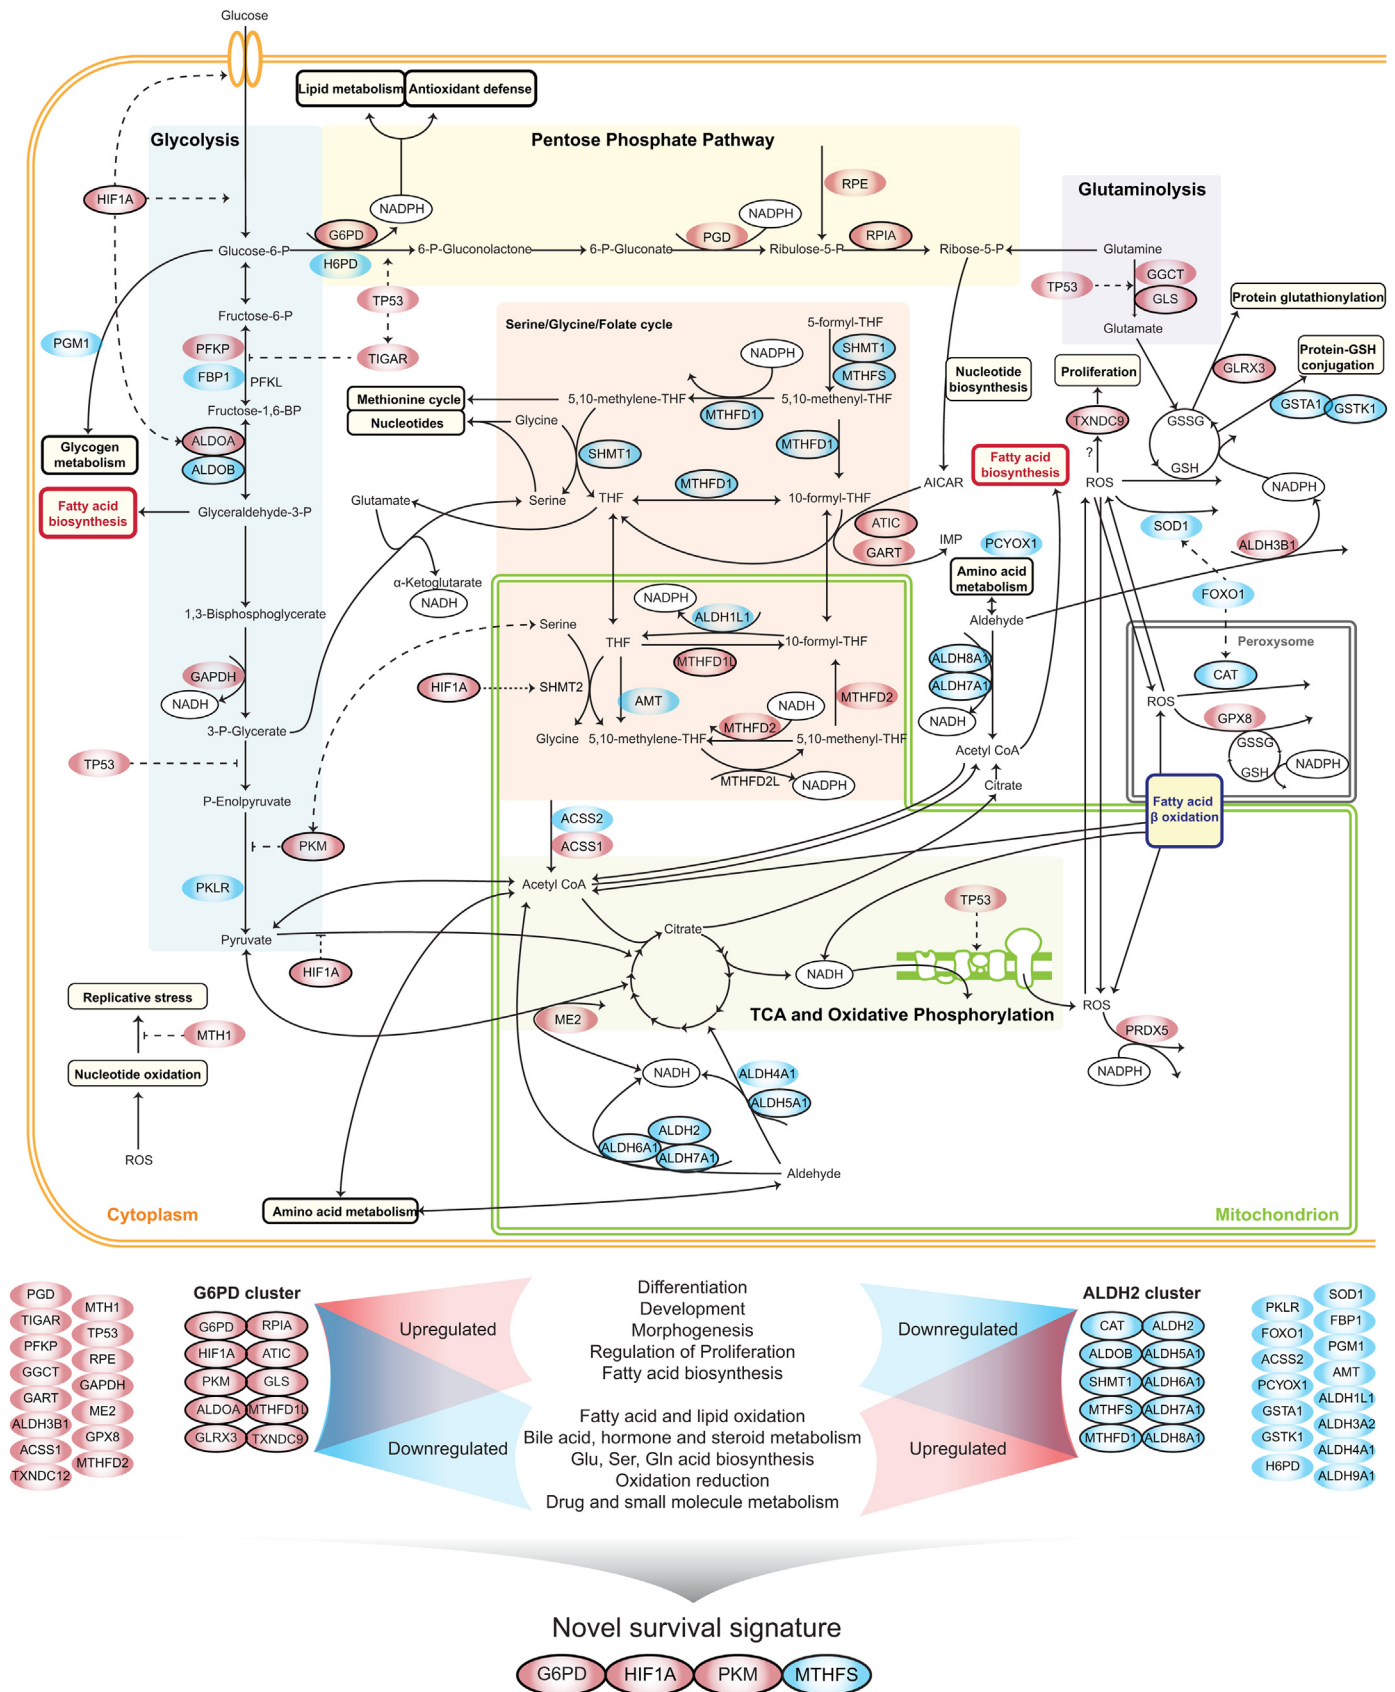 Glucose
Lipid metabolism
Antioxidant defense
Glycolysis
Pentose Phosphate Pathway
Glutaminolysis
HIF1A
NADPH
RPE
G6PD
H6PD
PGD
NADPH
RPIA
Glucose-6-P
6-P-Gluconolactone
6-P-Gluconate
Ribulose-5-P
Ribose-5-P
Glutamine
GGCT
GLS
TP53
Glutamate
Protein glutathionylation
TP53
TIGAR
Fructose-6-P
PGM1
PFKP
FBP1
PFKL
Fructose-1,6-BP
ALDOA
ALDOB
Glycogen
metabolism
Fatty acid
biosynthesis
Glyceraldehyde-3-P
Serine/Glycine/Folate cycle
5-formyl-THF
SHMT1
MTHFS
NADPH
Methionine cycle
Nucleotides
5,10-methylene-THF
MTHFD1
5,10-methenyl-THF
Glycine
SHMT1
MTHFD1
MTHFD1
Glutamate
Serine
THF
10-formyl-THF
ATIC
GART
Nucleotide
biosynthesis
Fatty acid
biosynthesis
AICAR
IMP
PCYOX1
Amino acid
metabolism
Proliferation
TXNDC9
?
ROS
GLRX3
Protein-GSH
conjugation
GSTA1
GSTK1
GSSG
GSH
NADPH
SOD1
ALDH3B1
FOXO1
α-Ketoglutarate
NADH
1,3-Bisphosphoglycerate
GAPDH
NADH
3-P-Glycerate
TP53
P-Enolpyruvate
PKM
PKLR
Pyruvate
HIF1A
NADPH
ALDH1L1
Serine
THF
10-formyl-THF
MTHFD1L
HIF1A
SHMT2
AMT
NADH
MTHFD2
MTHFD2
Glycine
5,10-methylene-THF
5,10-methenyl-THF
MTHFD2L
NADPH
Aldehyde
ALDH8A1
ALDH7A1
NADH
Acetyl CoA
Citrate
Peroxysome
CAT
ROS
GPX8
GSSG
GSH
NADPH
Fatty acid
β oxidation
ACSS2
ACSS1
Acetyl CoA
Citrate
TP53
NADH
TCA and Oxidative Phosphorylation
ROS
PRDX5
NADPH
ME2
NADH
ALDH4A1
ALDH5A1
ALDH2
ALDH6A1
ALDH7A1
Aldehyde
Replicative stress
MTH1
Nucleotide oxidation
ROS
Amino acid metabolism
Cytoplasm
Mitochondrion
PGD
TIGAR
PFKP
GGCT
GART
ALDH3B1
ACSS1
TXNDC12
MTH1
TP53
RPE
GAPDH
ME2
GPX8
MTHFD2
G6PD cluster
G6PD RPIA
HIF1A ATIC
PKM GLS
ALDOA MTHFD1L
GLRX3 TXNDC9
Upregulated
Downregulated
Differentiation
Development
Morphogenesis
Regulation of Proliferation
Fatty acid biosynthesis
Fatty acid and lipid oxidation
Bile acid, hormone and steroid metabolism
Glu, Ser, Gln acid biosynthesis
Oxidation reduction
Drug and small molecule metabolism
Downregulated
Upregulated
ALDH2 cluster
CAT ALDH2
ALDOB ALDH5A1
SHMT1 ALDH6A1
MTHFS ALDH7A1
MTHFD1 ALDH8A1
PKLR
FOXO1
ACSS2
PCYOX1
GSTA1
GSTK1
H6PD
SOD1
FBP1
PGM1
AMT
ALDH1L1
ALDH3A2
ALDH4A1
ALDH9A1
Novel survival signature
G6PD HIF1A PKM MTHFS